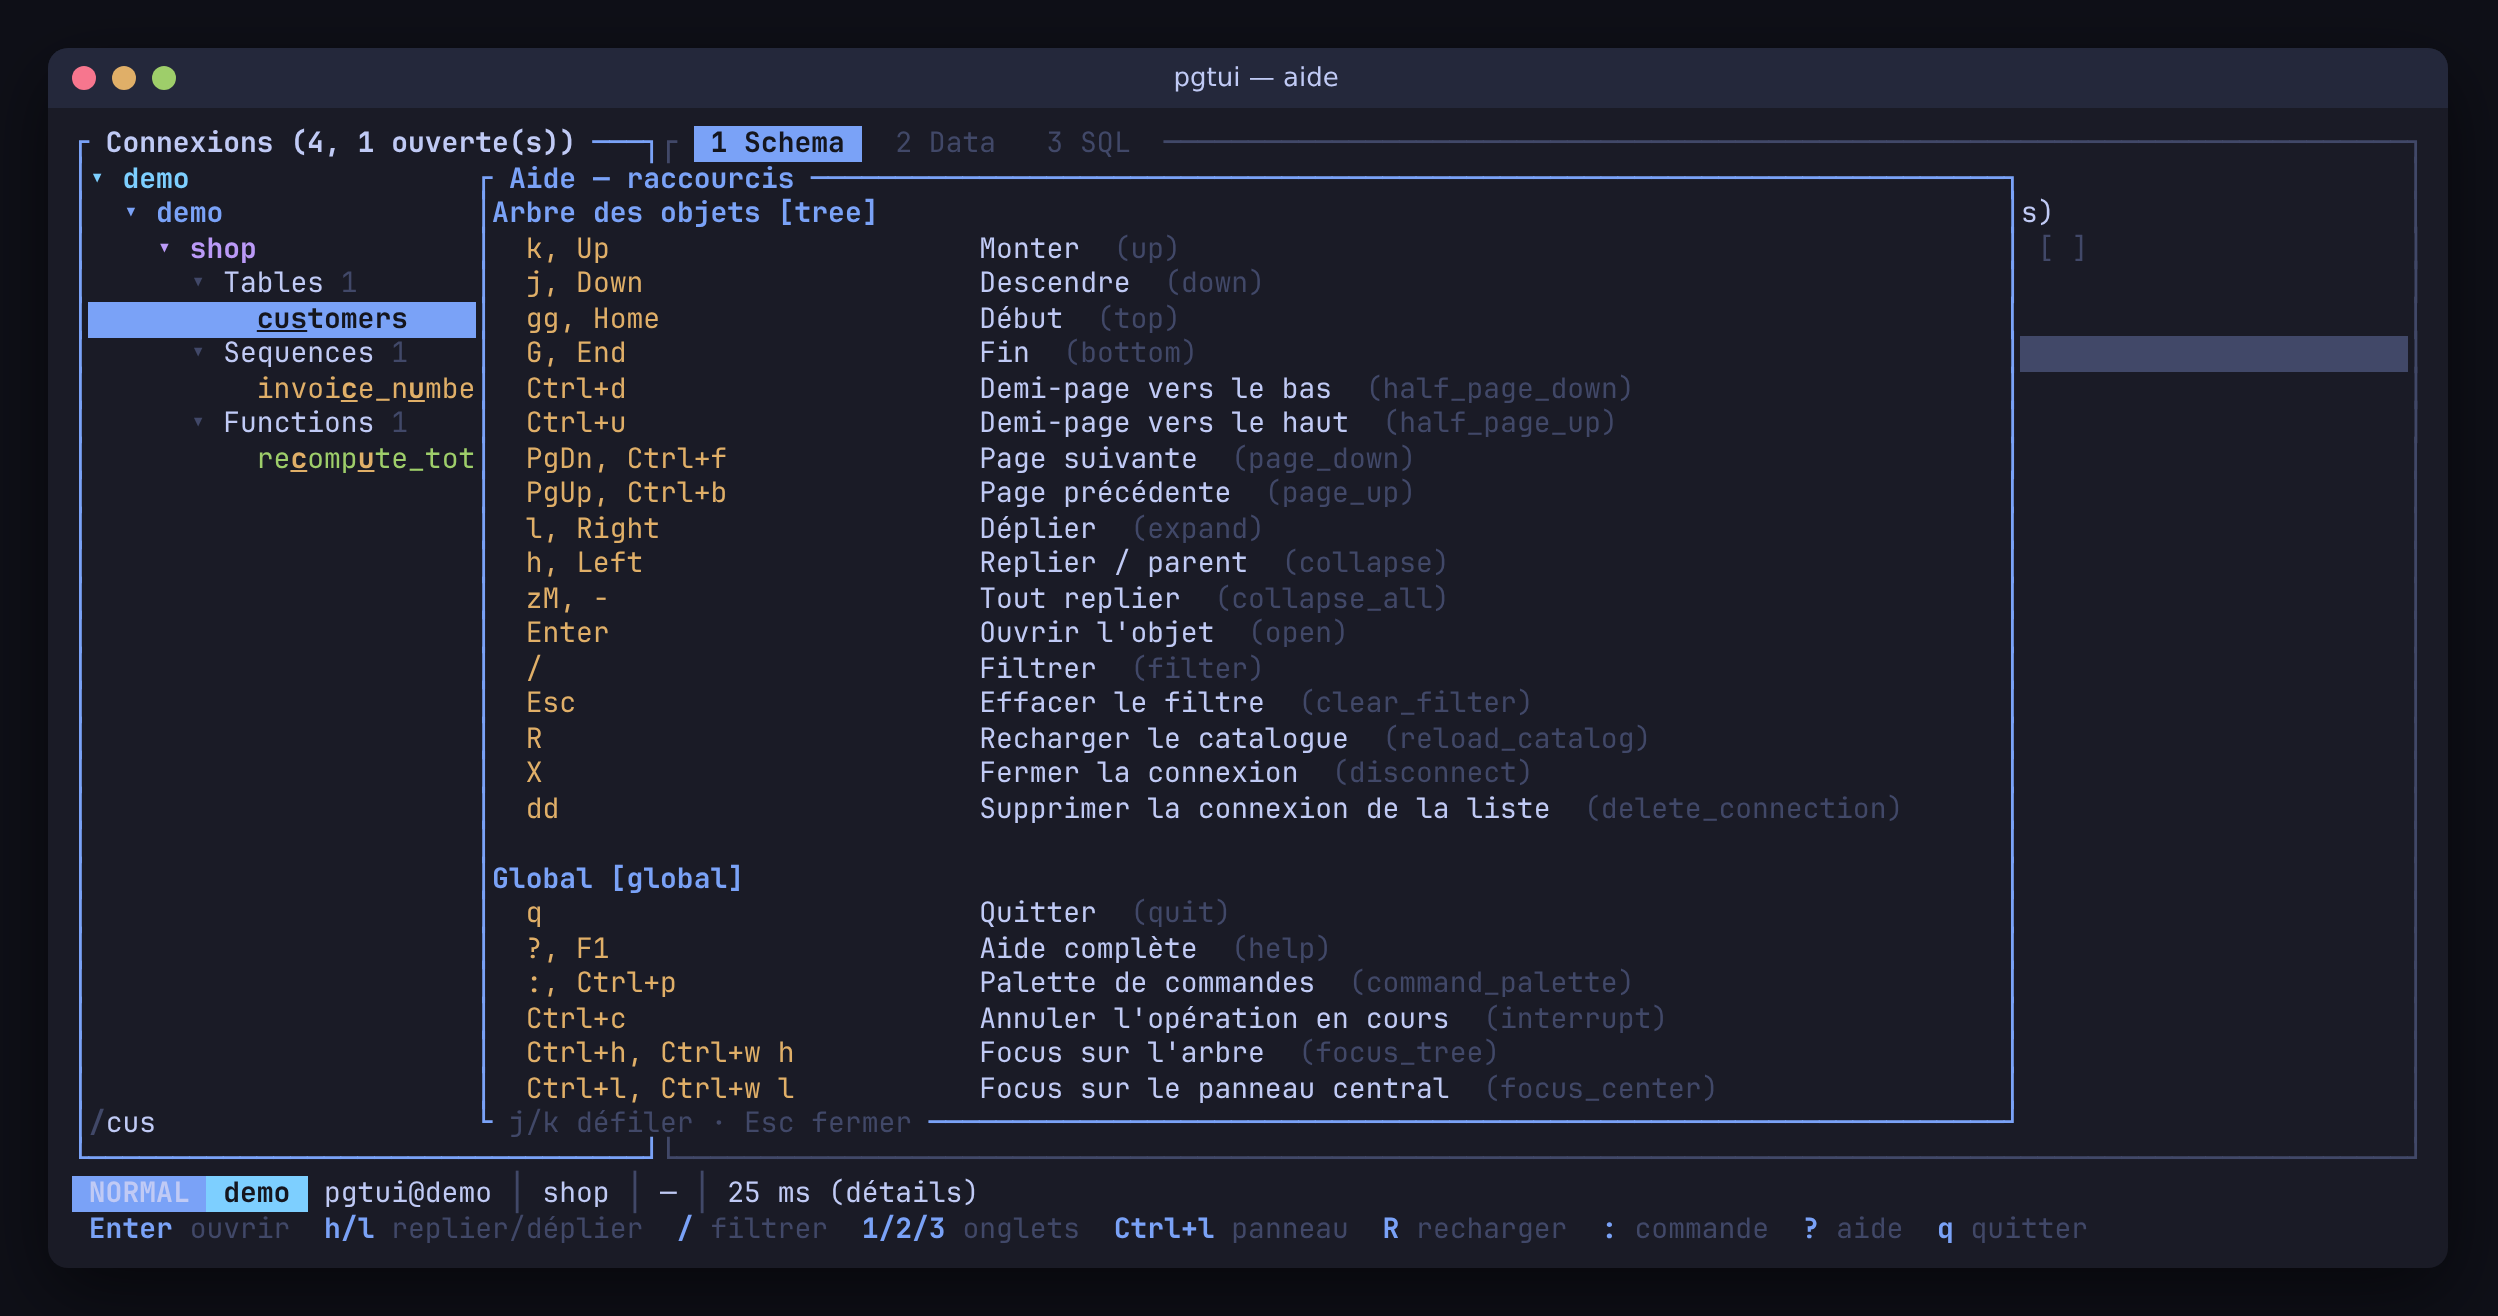 pgtui — aide
Connexions (4, 1 ouverte(s))
1 Schema 2 Data 3 SQL
demo
demo
shop
Tables 1
customers
Sequences 1
invoice_numbe
Functions 1
recompute_tot
/cus
Aide — raccourcis
Arbre des objets [tree]
k, Up Monter (up)
j, Down Descendre (down)
gg, Home Début (top)
G, End Fin (bottom)
Ctrl+d Demi-page vers le bas (half_page_down)
Ctrl+u Demi-page vers le haut (half_page_up)
PgDn, Ctrl+f Page suivante (page_down)
PgUp, Ctrl+b Page précédente (page_up)
l, Right Déplier (expand)
h, Left Replier / parent (collapse)
zM, - Tout replier (collapse_all)
Enter Ouvrir l'objet (open)
/ Filtrer (filter)
Esc Effacer le filtre (clear_filter)
R Recharger le catalogue (reload_catalog)
X Fermer la connexion (disconnect)
dd Supprimer la connexion de la liste (delete_connection)
Global [global]
q Quitter (quit)
?, F1 Aide complète (help)
:, Ctrl+p Palette de commandes (command_palette)
Ctrl+c Annuler l'opération en cours (interrupt)
Ctrl+h, Ctrl+w h Focus sur l'arbre (focus_tree)
Ctrl+l, Ctrl+w l Focus sur le panneau central (focus_center)
j/k défiler · Esc fermer
s)
[ ]
NORMAL demo pgtui@demo │ shop │ — │ 25 ms (détails)
Enter ouvrir h/l replier/déplier / filtrer 1/2/3 onglets Ctrl+l panneau R recharger : commande ? aide q quitter